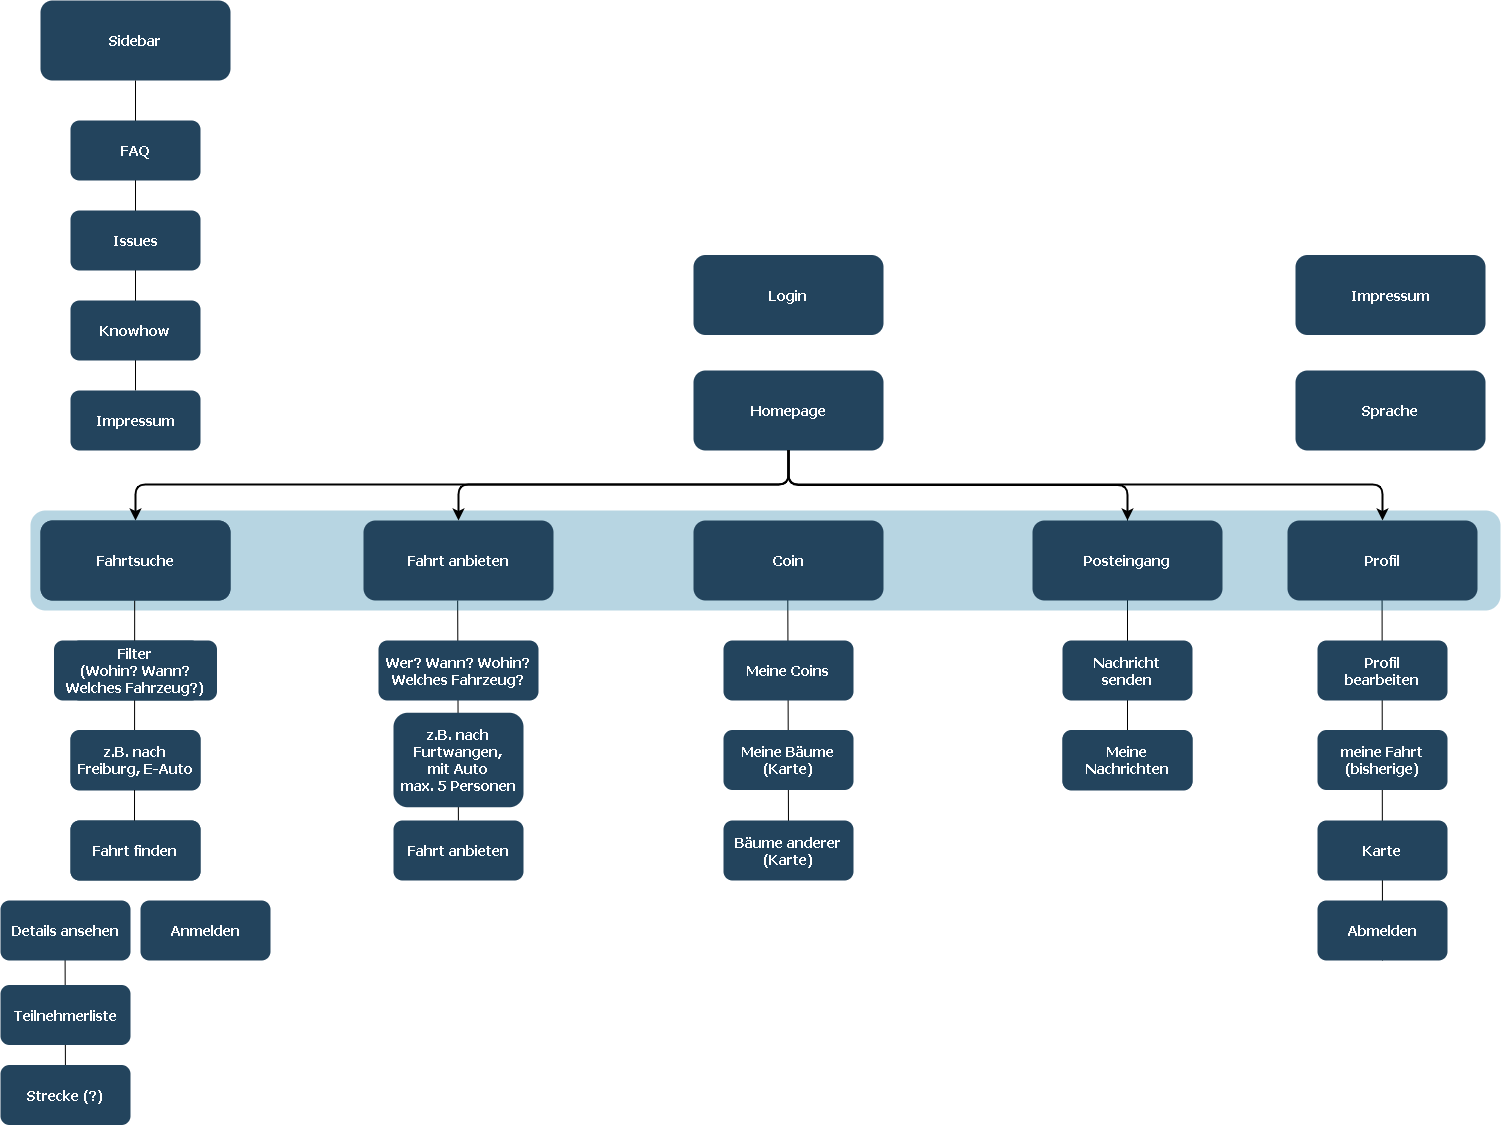 Sidebar
FAQ
Issues
Knowhow
Impressum
Login
Impressum
Homepage
Sprache
Fahrtsuche
Fahrt anbieten
Coin
Posteingang
Profil
Filter
(Wohin? Wann?
Welches Fahrzeug?)
z.B. nach
Freiburg, E-Auto
Fahrt finden
Details ansehen
Anmelden
Teilnehmerliste
Strecke (?)
Wer? Wann? Wohin?
Welches Fahrzeug?
z.B. nach
Furtwangen,
mit Auto
max. 5 Personen
Fahrt anbieten
Meine Coins
Meine Bäume
(Karte)
Bäume anderer
(Karte)
Nachricht
senden
Meine
Nachrichten
Profil
bearbeiten
meine Fahrt
(bisherige)
Karte
Abmelden